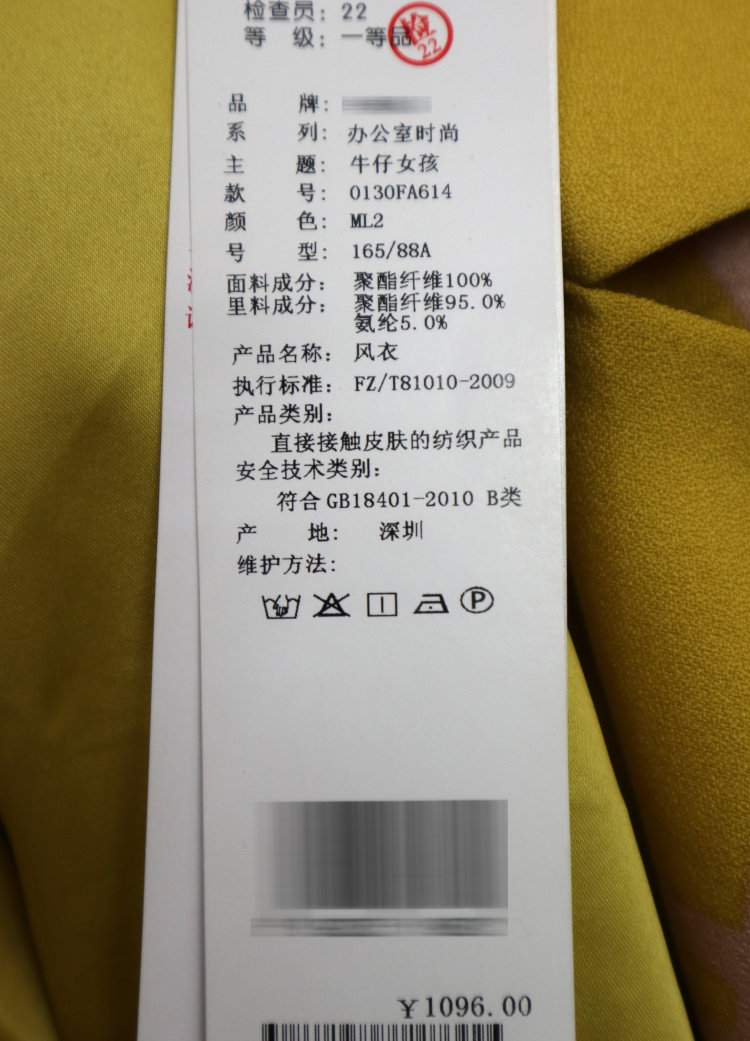 检查员：22
等 级：一等品
检
22
品 牌：
系 列：办公室时尚
主 题：牛仔女孩
款 号：0130FA614
颜 色：ML2
号 型：165/88A
面料成分：聚酯纤维100%
里料成分：聚酯纤维95.0%
氨纶5.0%
产品名称：风衣
执行标准：FZ/T81010-2009
产品类别：
直接接触皮肤的纺织产品
安全技术类别：
符合GB18401-2010 B类
产 地： 深圳
维护方法：
P
¥1096.00